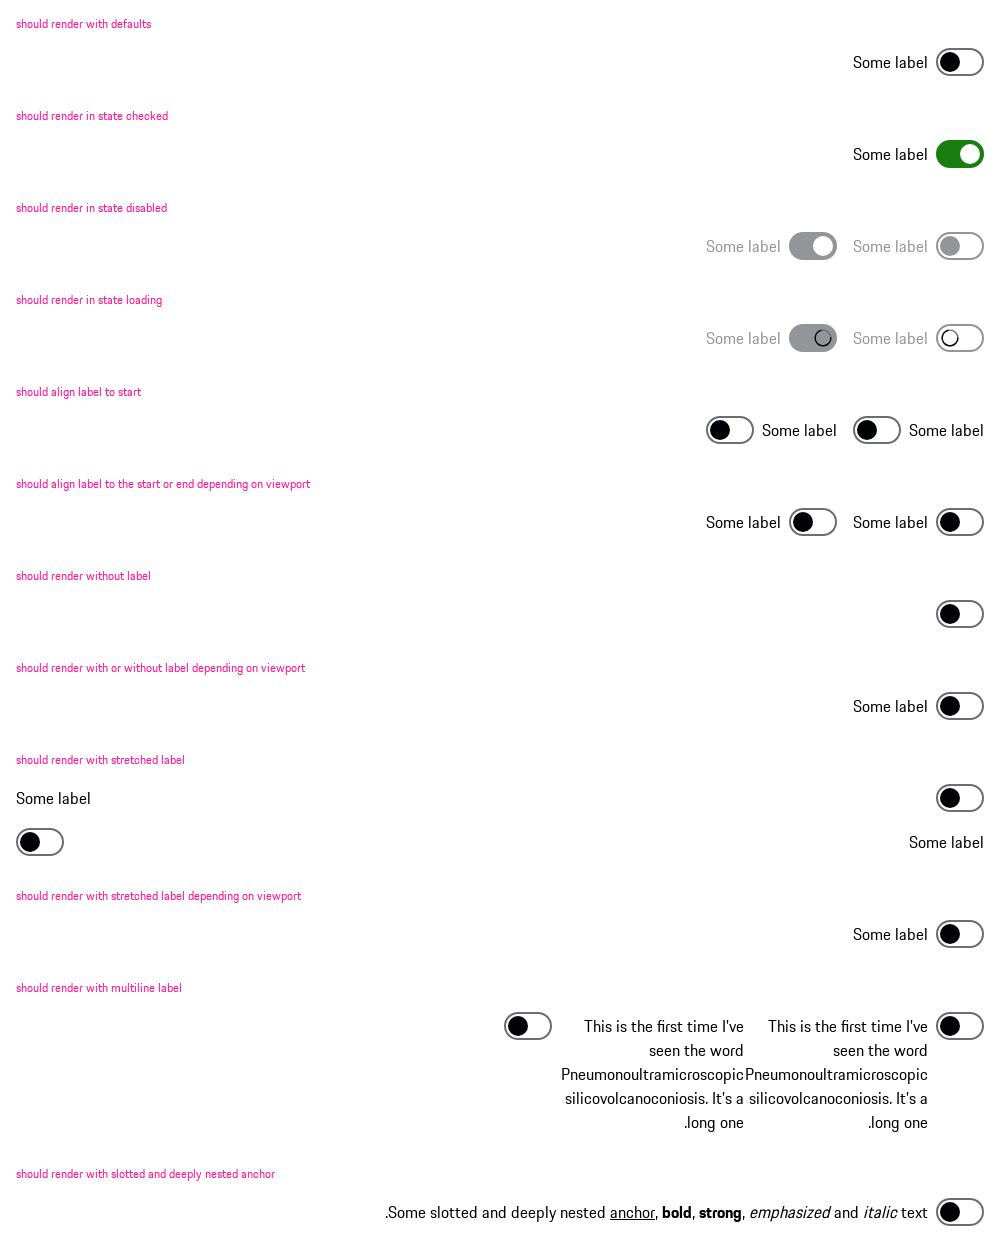 should render with defaults
Some label
should render in state checked
Some label
should render in state disabled
Some label Some label
should render in state loading
Some label Some label
should align label to start
Some label Some label
should align label to the start or end depending on viewport
Some label Some label
should render without label
should render with or without label depending on viewport
Some label
should render with stretched label
Some label
Some label
should render with stretched label depending on viewport
Some label
should render with multiline label
This is the first time I've
seen the word
Pneumonoultramicroscopic
silicovolcanoconiosis. It's a
.long one
This is the first time I've
seen the word
Pneumonoultramicroscopic
silicovolcanoconiosis. It's a
.long one
should render with slotted and deeply nested anchor
.Some slotted and deeply nested anchor, bold, strong, emphasized and italic text